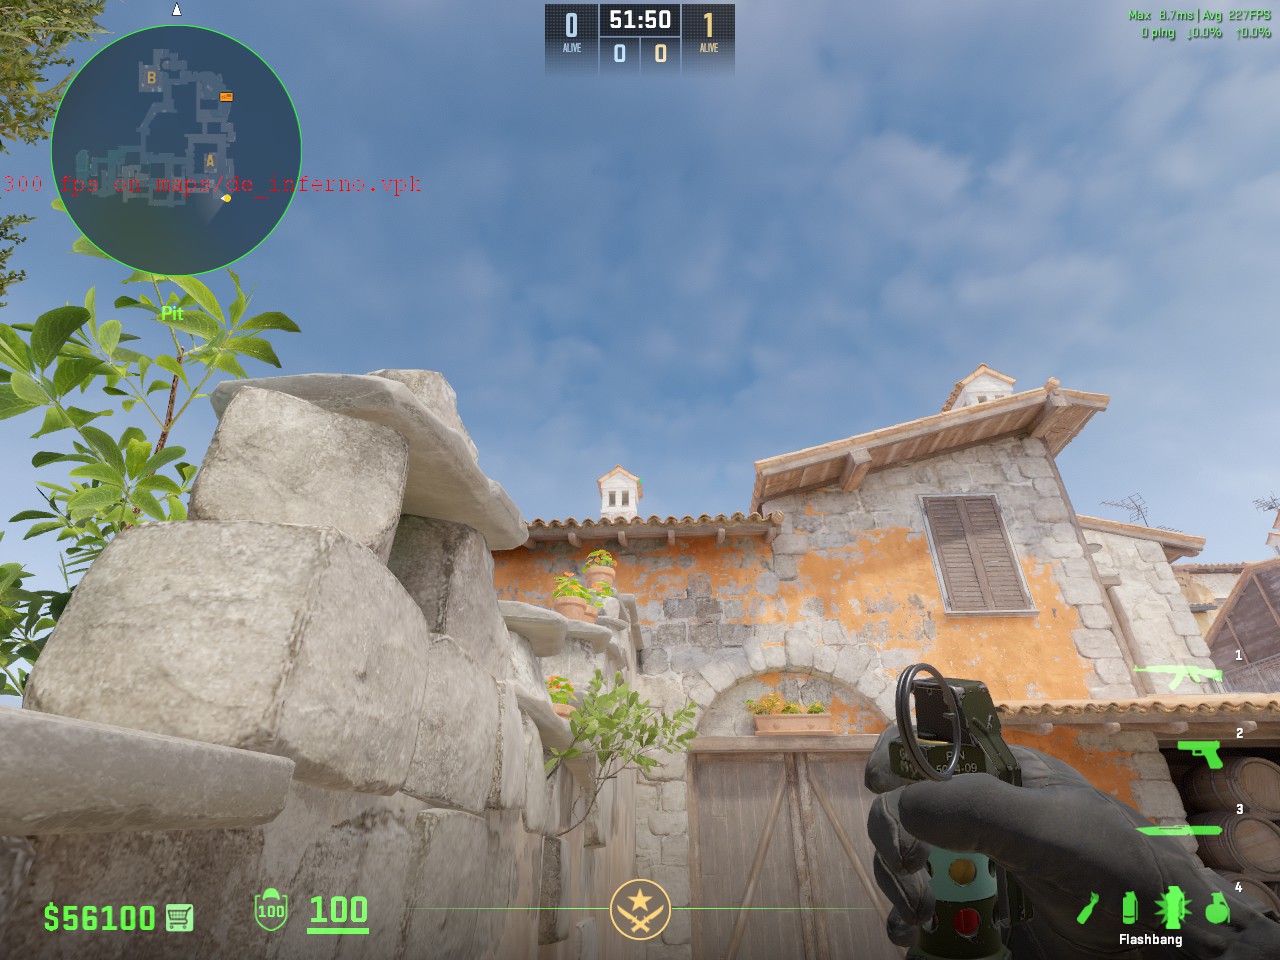 0 ALIVE 51:50 1 ALIVE
0 0
Max 8.7ms | Avg 227FPS
0 ping ↓0.0% ↑0.0%
B
A
300 fps on maps/de_inferno.vpk
Pit
1
2
3
4
$56100
100
100
Flashbang